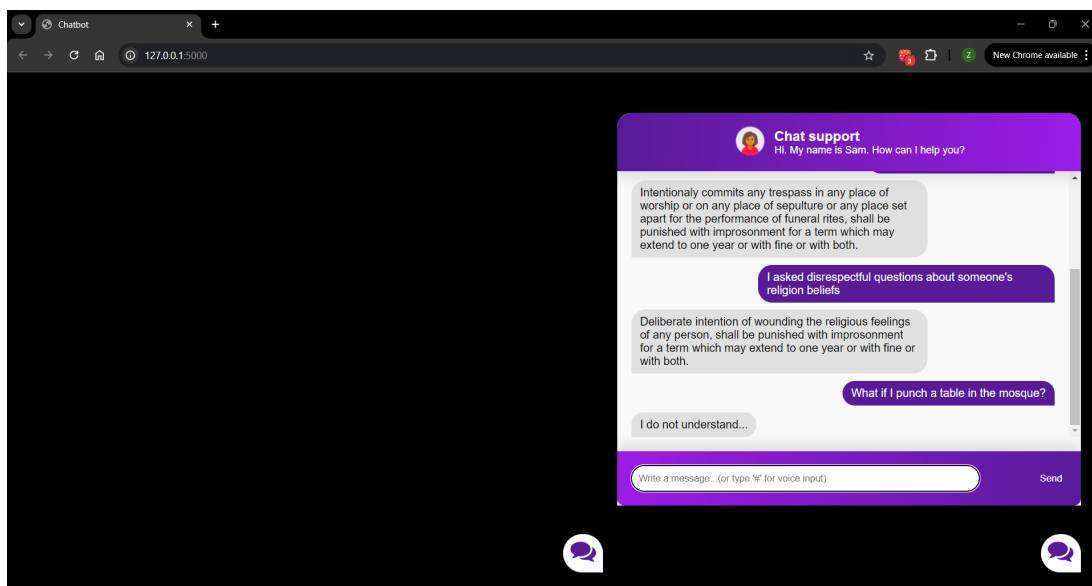 Chatbot
127.0.0.1:5000
3
Z
New Chrome available
Chat support
Hi. My name is Sam. How can I help you?
Intentionaly commits any trespass in any place of
worship or on any place of sepulture or any place set
apart for the performance of funeral rites, shall be
punished with improsonment for a term which may
extend to one year or with fine or with both.
I asked disrespectful questions about someone's
religion beliefs
Deliberate intention of wounding the religious feelings
of any person, shall be punished with improsonment
for a term which may extend to one year or with fine or
with both.
What if I punch a table in the mosque?
I do not understand...
Write a message...(or type '#' for voice input)
Send